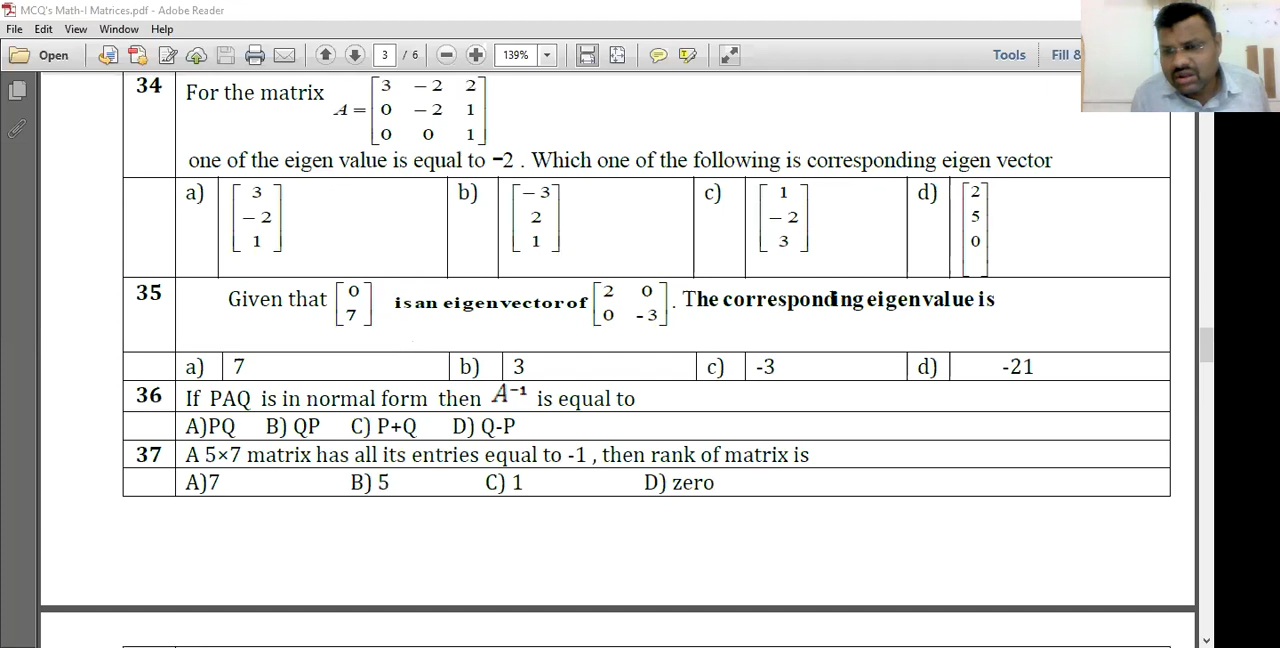 MCQ's Math-I Matrices.pdf - Adobe Reader
File Edit View Window Help
Open 3 / 6 139% Tools Fill &
34 For the matrix A = [3 -2 2
0 -2 1
0 0 1]
one of the eigen value is equal to -2 . Which one of the following is corresponding eigen vector
a) [3 -2 1] b) [-3 2 1] c) [1 -2 3] d) [2 5 0]
35 Given that [0 7] is an eigen vector of [2 0
0 -3] . The corresponding eigen value is
a) 7 b) 3 c) -3 d) -21
36 If PAQ is in normal form then A⁻¹ is equal to
A)PQ B) QP C) P+Q D) Q-P
37 A 5×7 matrix has all its entries equal to -1 , then rank of matrix is
A)7 B) 5 C) 1 D) zero